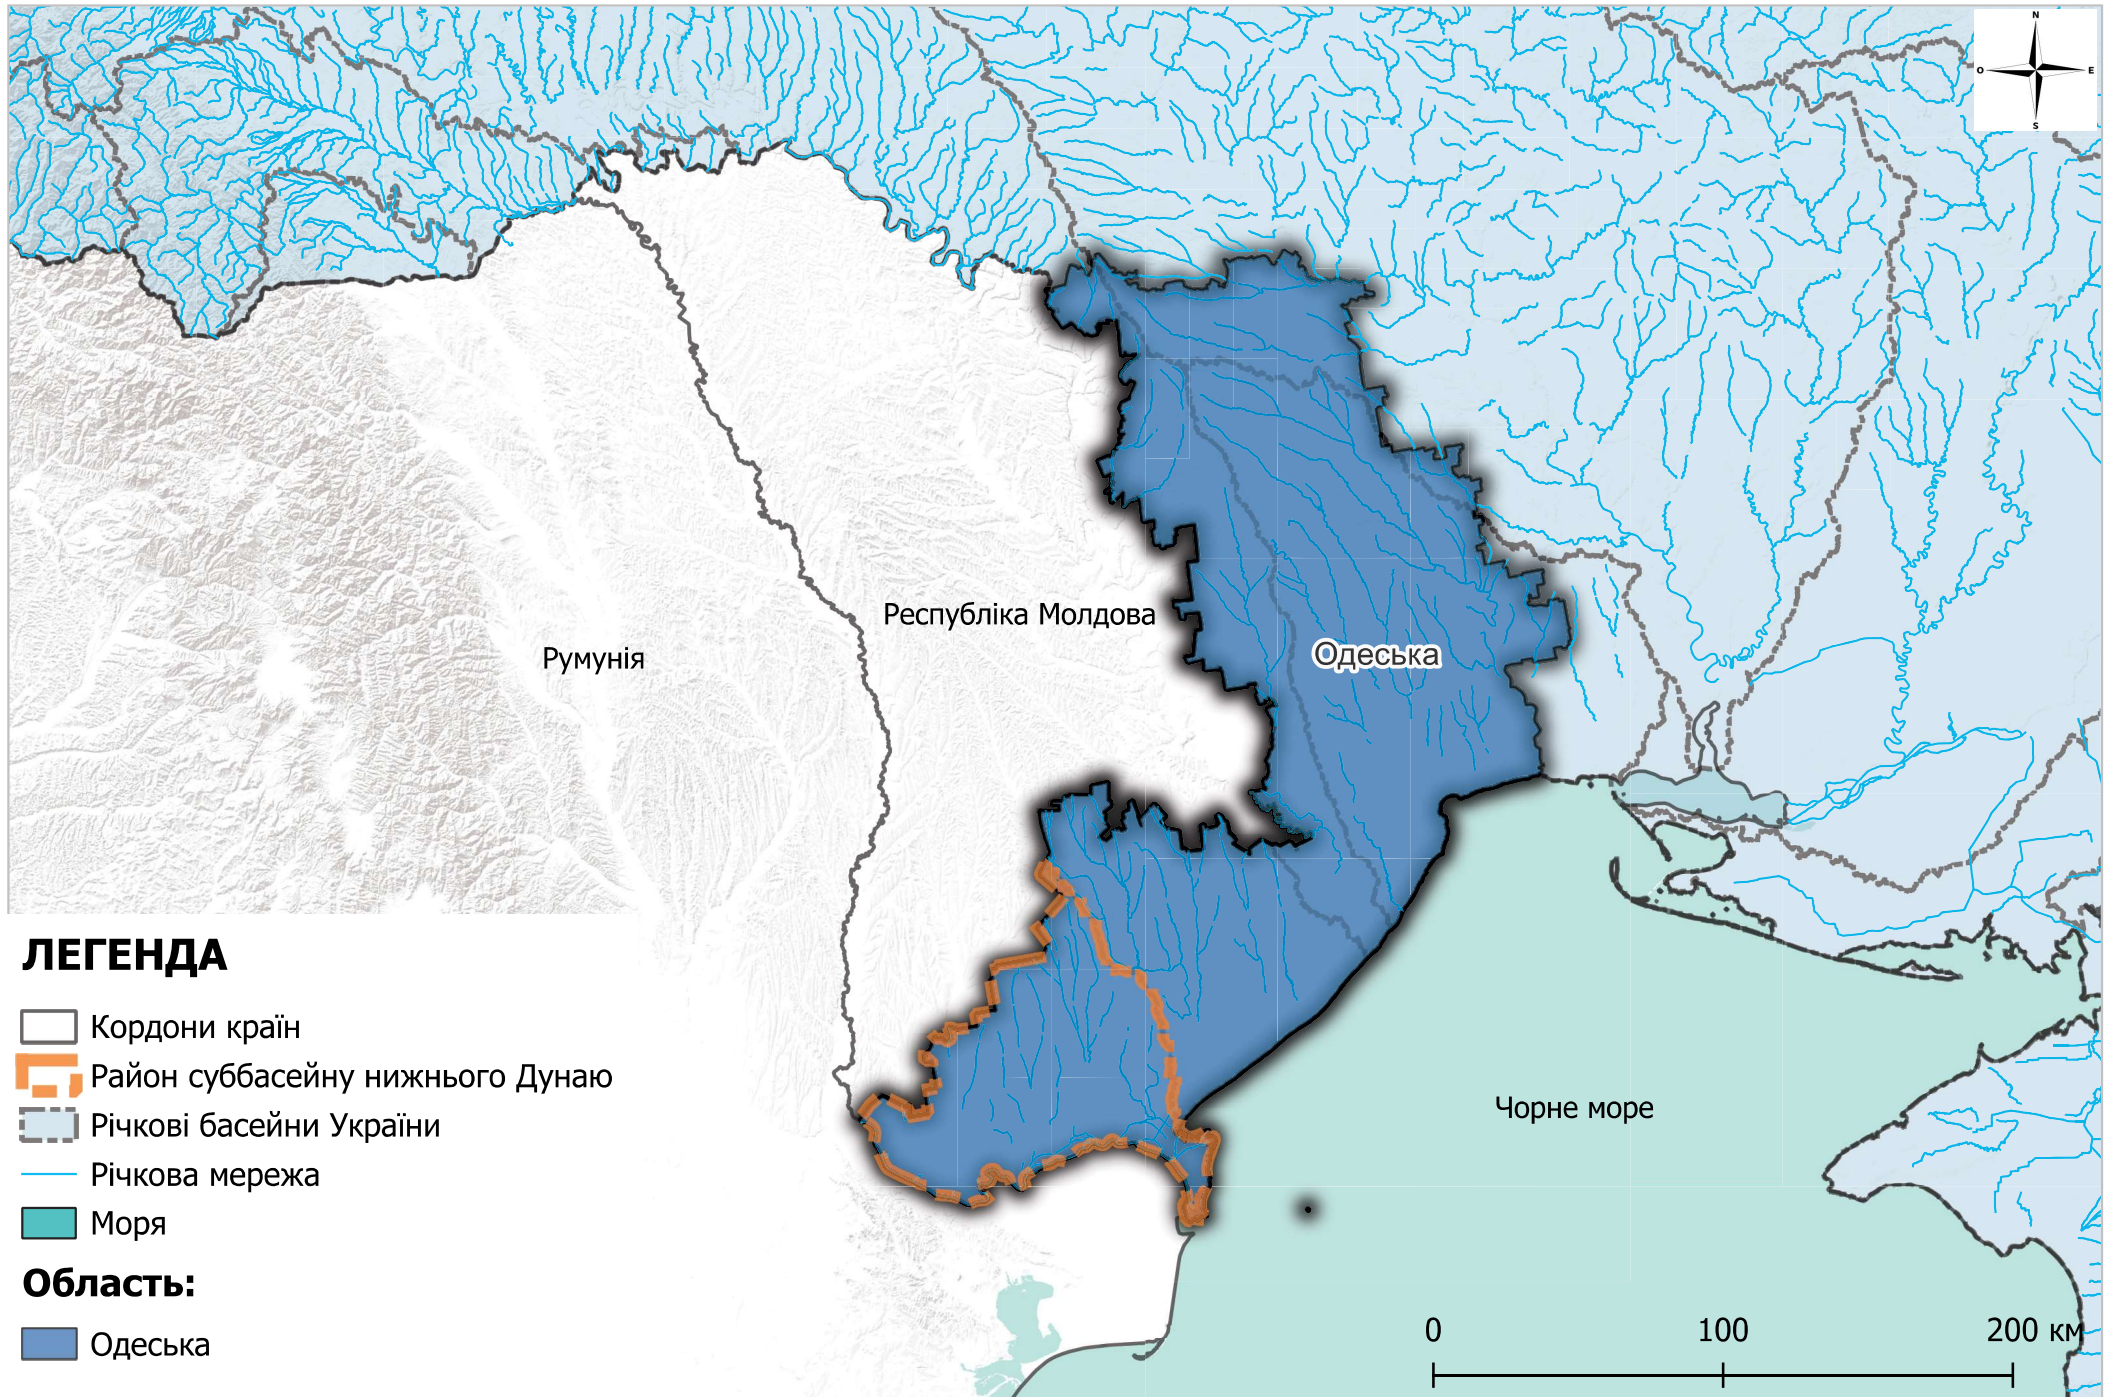 N
O
E
S
Республіка Молдова
Румунія
Одеська
Чорне море
ЛЕГЕНДА
Кордони країн
Район суббасейну нижнього Дунаю
Річкові басейни України
Річкова мережа
Моря
Область:
Одеська
0 100 200 км